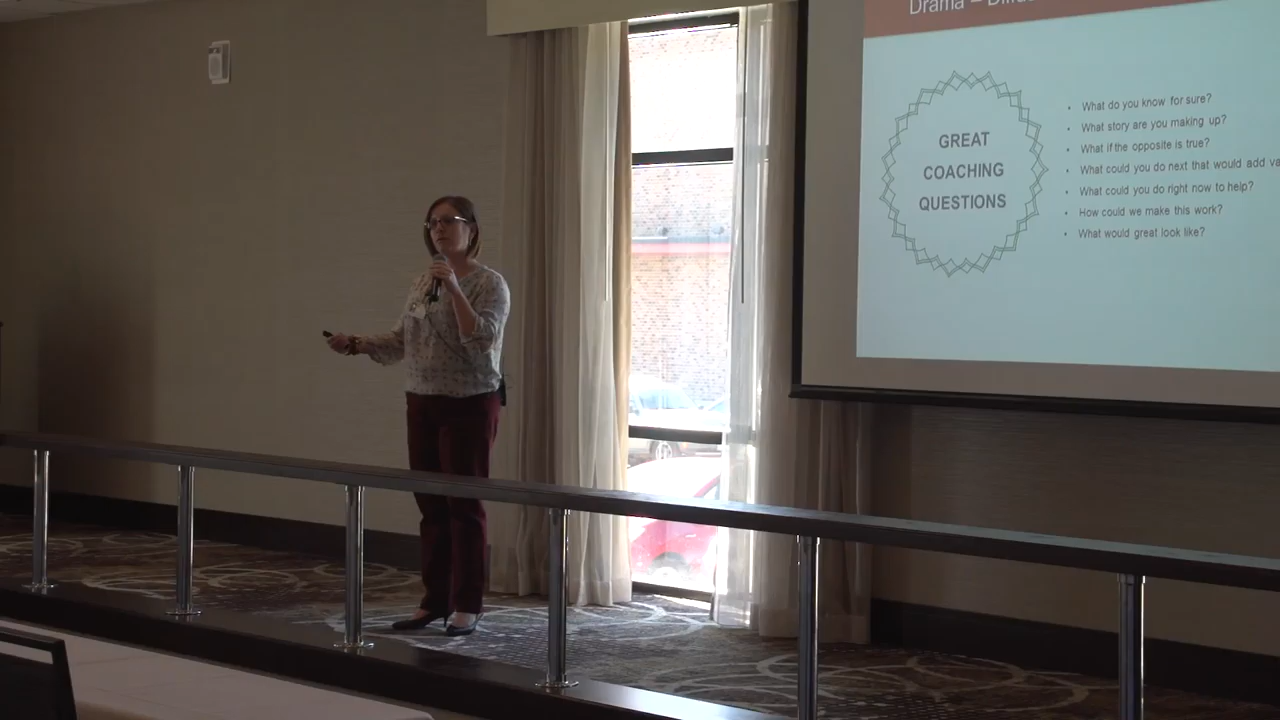 Drama –
GREAT
COACHING
QUESTIONS
• What do you know for sure?
• What story are you making up?
• What if the opposite is true?
• What could you do next that would add
• What could you do right now to help?
• How could we make this work?
• What would great look like?